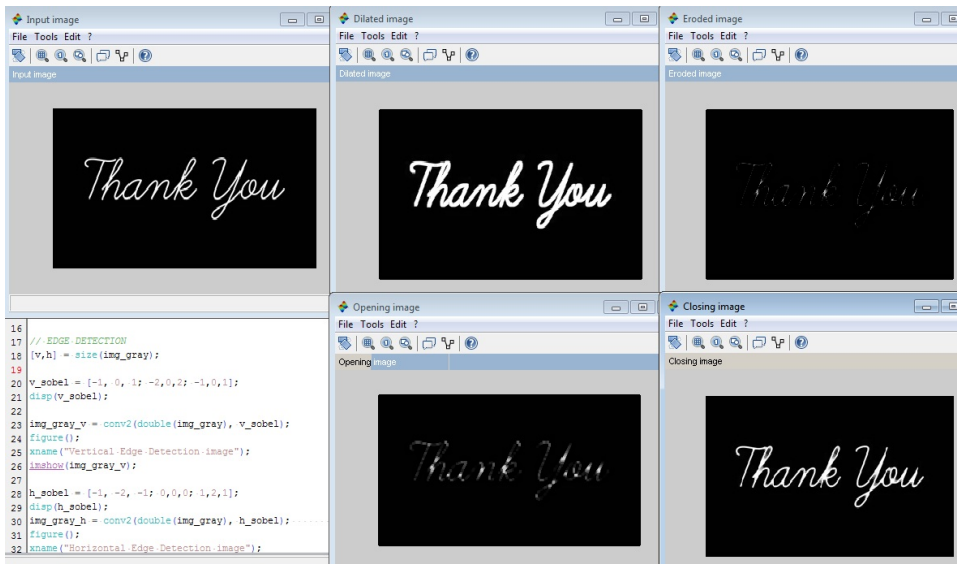 Input image
File Tools Edit ?
Input image
Thank You
Dilated image
File Tools Edit ?
Dilated image
Thank You
Eroded image
File Tools Edit ?
Eroded image
Thank You
16
17 // EDGE DETECTION
18 [v,h] = size(img_gray);
19
20 v_sobel = [-1, 0, 1; -2,0,2; -1,0,1];
21 disp(v_sobel);
22
23 img_gray_v = conv2(double(img_gray), v_sobel);
24 figure();
25 xname("Vertical Edge Detection image");
26 imshow(img_gray_v);
27
28 h_sobel = [-1, -2, -1; 0,0,0; 1,2,1];
29 disp(h_sobel);
30 img_gray_h = conv2(double(img_gray), h_sobel);
31 figure();
32 xname("Horizontal Edge Detection image");
Opening image
File Tools Edit ?
Opening image
Thank You
Closing image
File Tools Edit ?
Closing image
Thank You